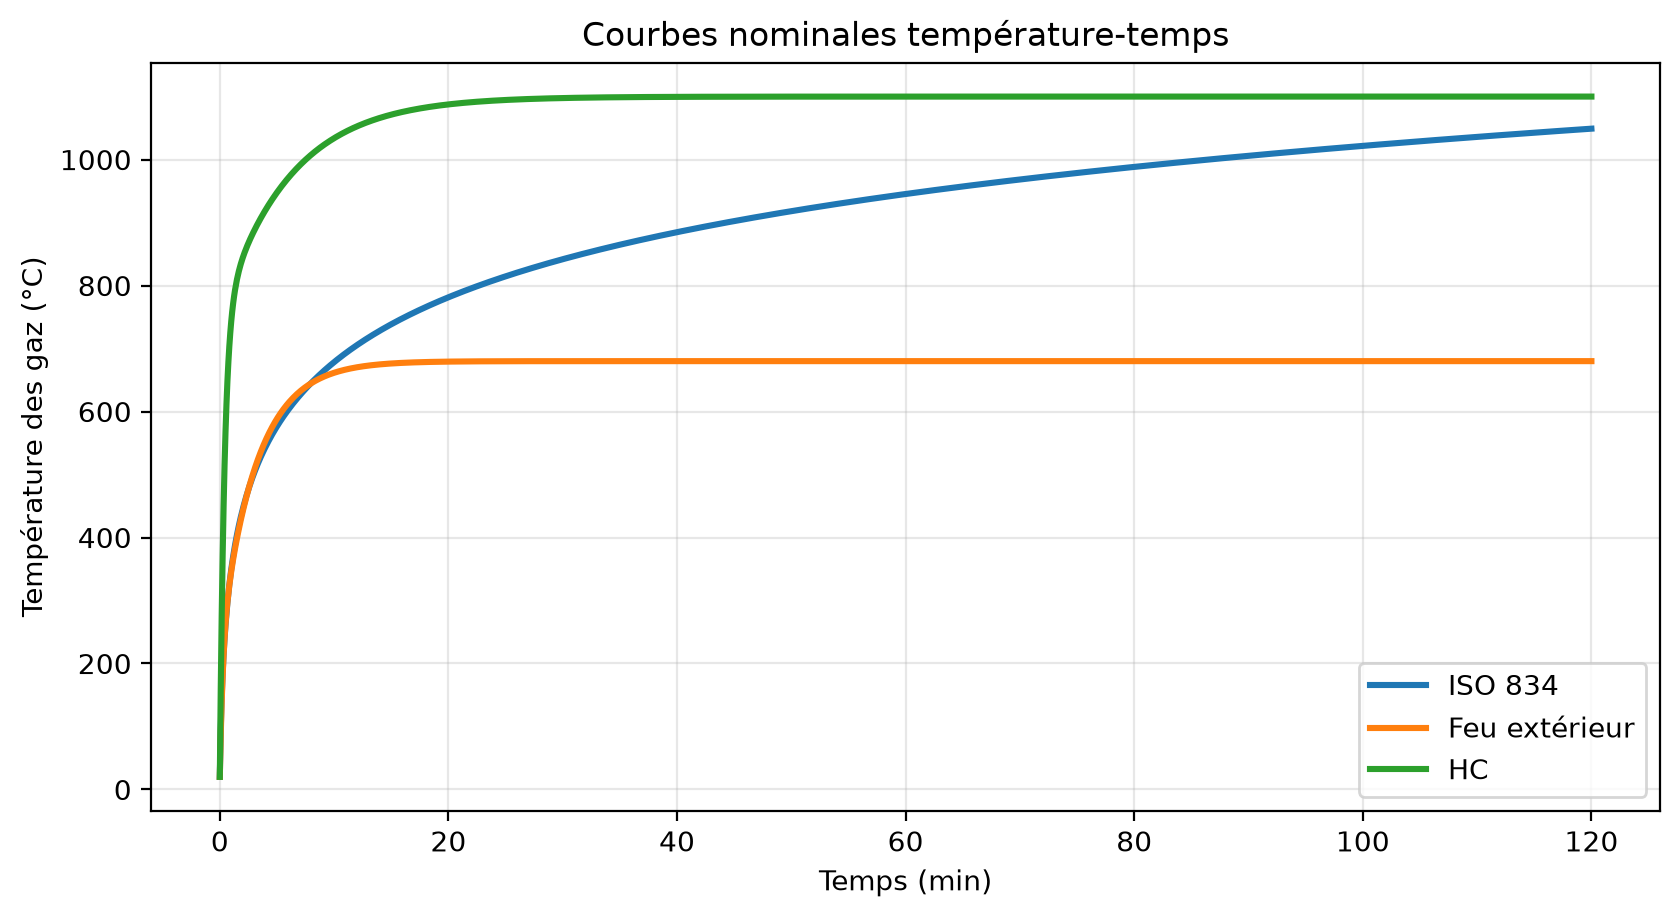 Courbes nominales température-temps
Température des gaz (°C)
1000
800
600
400
200
0
0 20 40 60 80 100 120
Temps (min)
ISO 834
Feu extérieur
HC